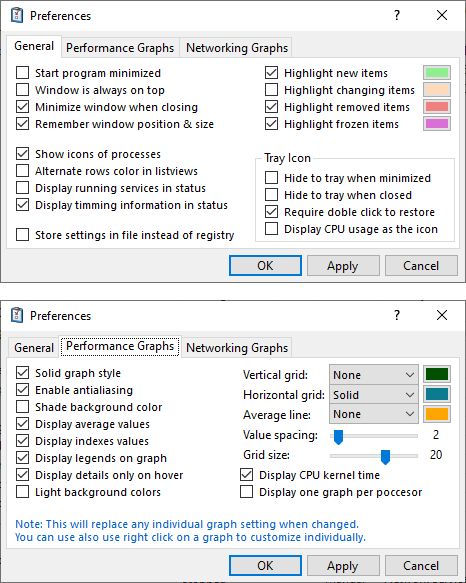 Preferences
?
General
Performance Graphs
Networking Graphs
Start program minimized
Window is always on top
Minimize window when closing
Remember window position & size
Show icons of processes
Alternate rows color in listviews
Display running services in status
Display timming information in status
Store settings in file instead of registry
Highlight new items
Highlight changing items
Highlight removed items
Highlight frozen items
Tray Icon
Hide to tray when minimized
Hide to tray when closed
Require doble click to restore
Display CPU usage as the icon
OK
Apply
Cancel
Preferences
?
General
Performance Graphs
Networking Graphs
Solid graph style
Enable antialiasing
Shade background color
Display average values
Display indexes values
Display legends on graph
Display details only on hover
Light background colors
Vertical grid: None
Horizontal grid: Solid
Average line: None
Value spacing: 2
Grid size: 20
Display CPU kernel time
Display one graph per poccesor
Note: This will replace any individual graph setting when changed.
You can use also use right click on a graph to customize individually.
OK
Apply
Cancel